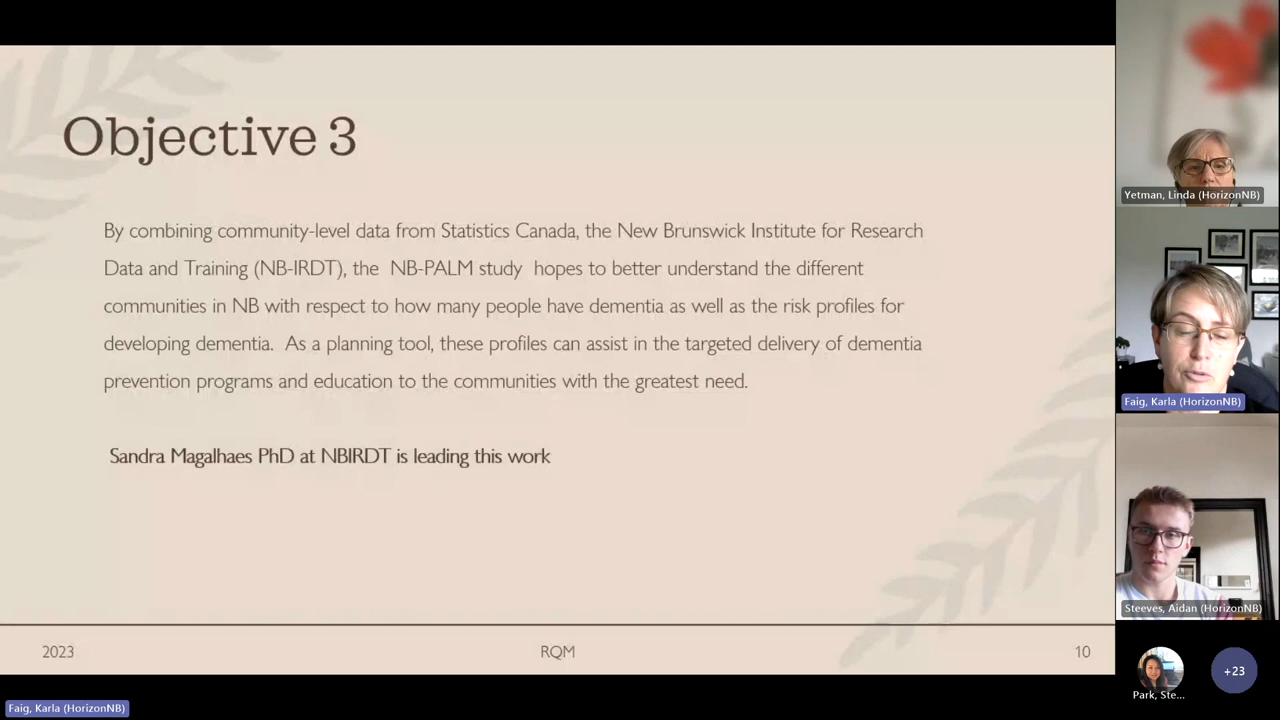 Objective 3
By combining community-level data from Statistics Canada, the New Brunswick Institute for Research
Data and Training (NB-IRDT), the NB-PALM study hopes to better understand the different
communities in NB with respect to how many people have dementia as well as the risk profiles for
developing dementia. As a planning tool, these profiles can assist in the targeted delivery of dementia
prevention programs and education to the communities with the greatest need.
Sandra Magalhaes PhD at NBIRDT is leading this work
2023
RQM
10
Yetman, Linda (HorizonNB)
Faig, Karla (HorizonNB)
Steeves, Aidan (HorizonNB)
Park, Ste...
+23
Faig, Karla (HorizonNB)